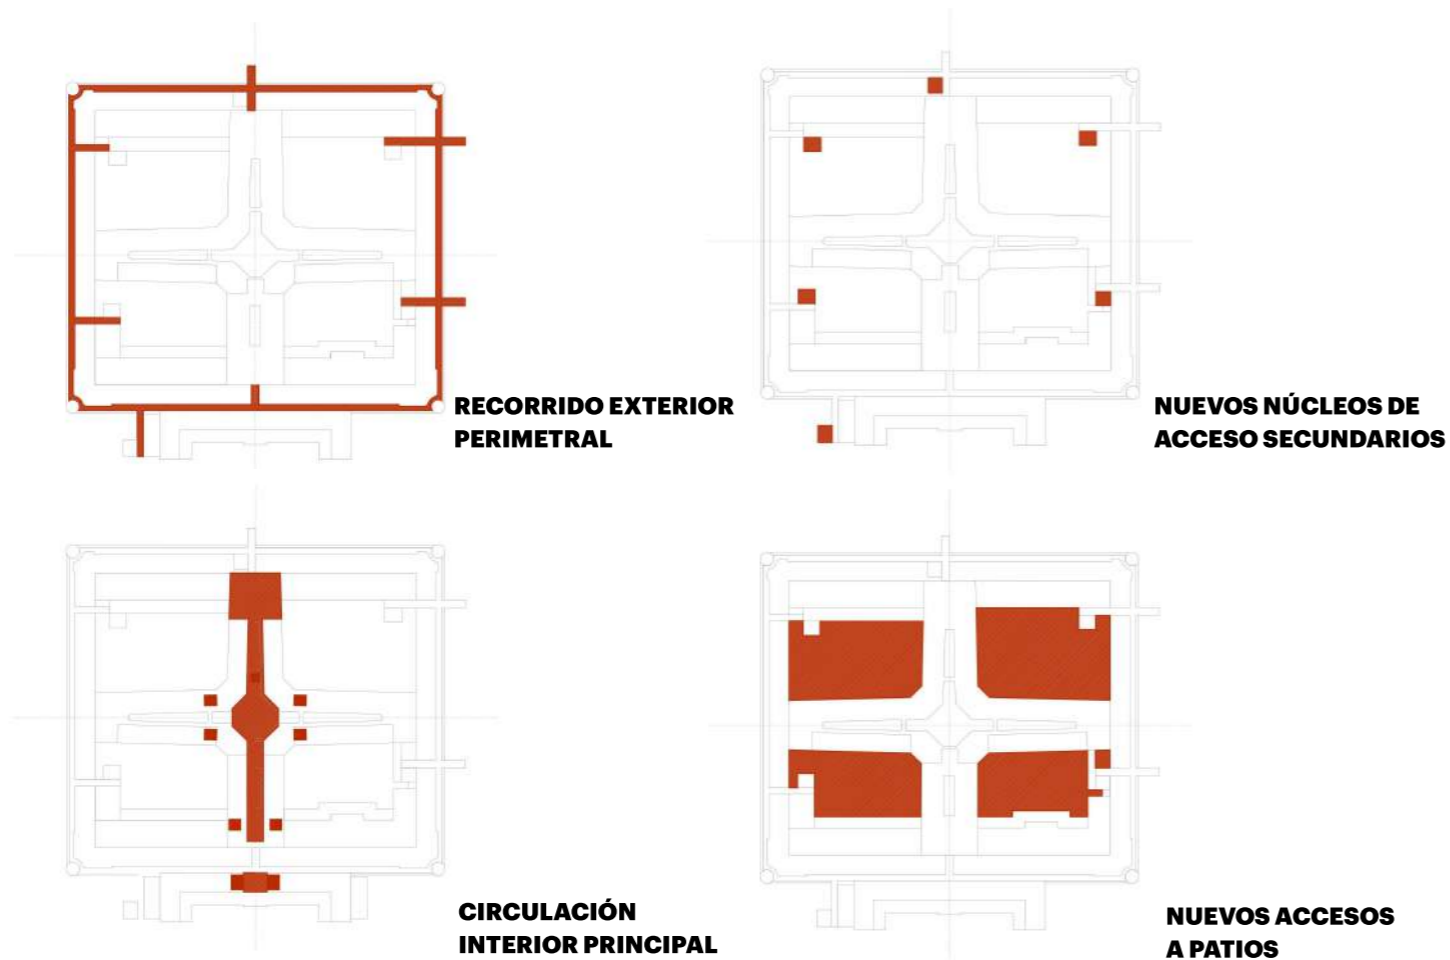 RECORRIDO EXTERIOR
PERIMETRAL
NUEVOS NÚCLEOS DE
ACCESO SECUNDARIOS
CIRCULACIÓN
INTERIOR PRINCIPAL
NUEVOS ACCESOS
A PATIOS